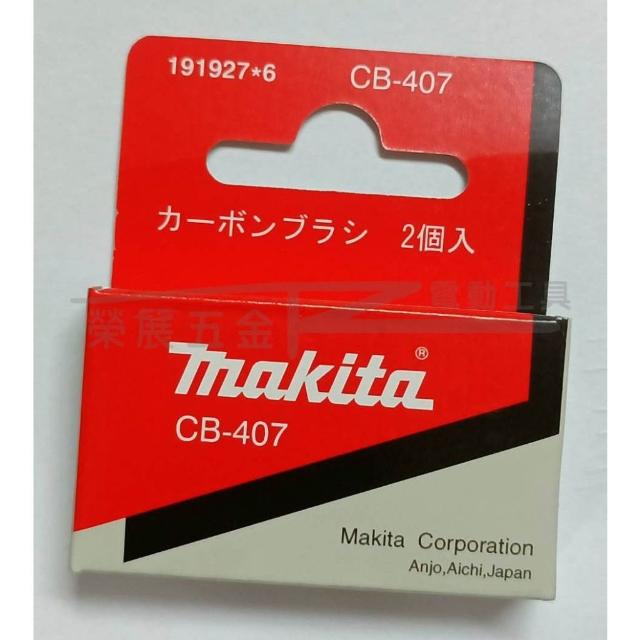 191927*6 CB-407
カーボンブラシ 2個入
電動工具
榮展五金
makita®
CB-407
Makita Corporation
Anjo,Aichi,Japan